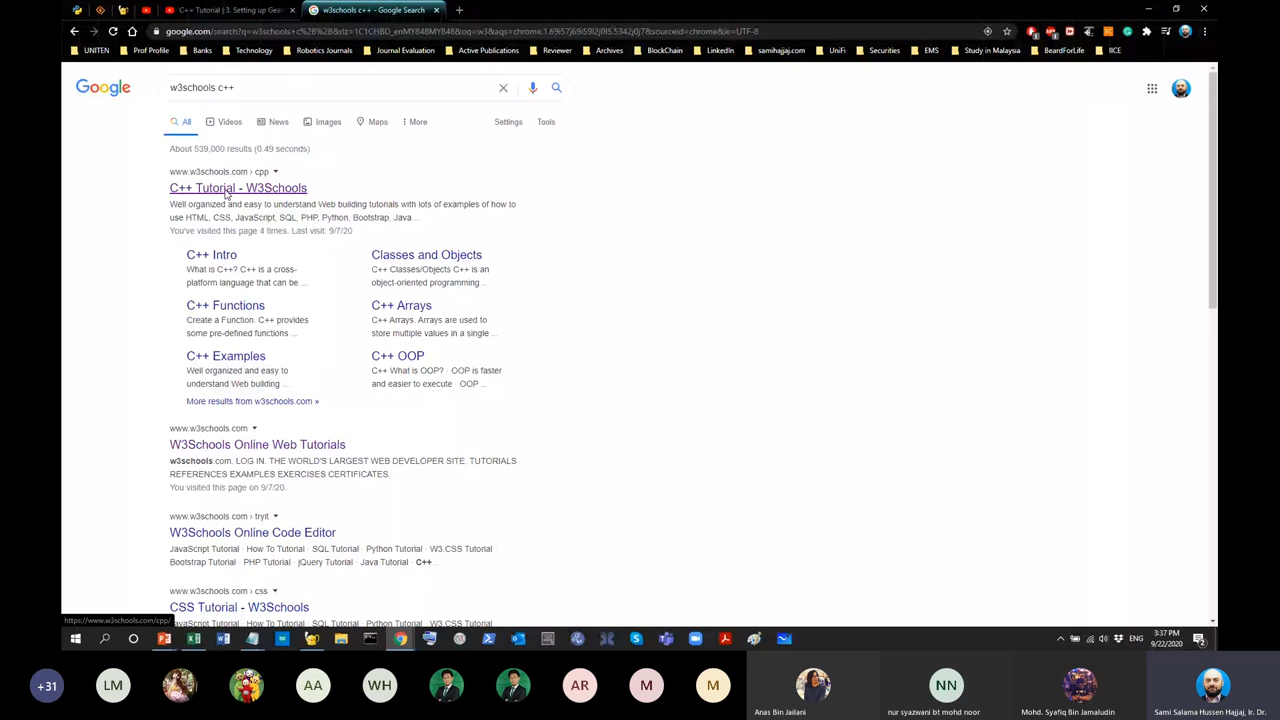 C++ Tutorial | 3. Setting up Gea
w3schools c++ - Google Search
google.com/search?q=w3schools+c%2B%2B&rlz=1C1CHBD_enMY848MY848&oq=w3&aqs=chrome.1.69i57j69i59l2j0j7&sourceid=chrome&ie=UTF-8
UNITEN
Prof Profile
Banks
Technology
Robotics Journals
Journal Evaluation
Active Publications
Reviewer
Archives
BlockChain
LinkedIn
samihajjaj.com
UniFi
Securities
EMS
Study in Malaysia
BeardForLife
IICE
Google
w3schools c++
All
Videos
News
Images
Maps
More
Settings
Tools
About 539,000 results (0.49 seconds)
www.w3schools.com › cpp
C++ Tutorial - W3Schools
Well organized and easy to understand Web building tutorials with lots of examples of how to
use HTML, CSS, JavaScript, SQL, PHP, Python, Bootstrap, Java ...
You've visited this page 4 times. Last visit: 9/7/20
C++ Intro
What is C++? C++ is a cross-
platform language that can be ...
Classes and Objects
C++ Classes/Objects C++ is an
object-oriented programming ...
C++ Functions
Create a Function. C++ provides
some pre-defined functions ...
C++ Arrays
C++ Arrays. Arrays are used to
store multiple values in a single ...
C++ Examples
Well organized and easy to
understand Web building ...
C++ OOP
C++ What is OOP? · OOP is faster
and easier to execute · OOP ...
More results from w3schools.com »
www.w3schools.com
W3Schools Online Web Tutorials
w3schools.com. LOG IN. THE WORLD'S LARGEST WEB DEVELOPER SITE. TUTORIALS
REFERENCES EXAMPLES EXERCISES CERTIFICATES.
You visited this page on 9/7/20.
www.w3schools.com › tryit
W3Schools Online Code Editor
JavaScript Tutorial · How To Tutorial · SQL Tutorial · Python Tutorial · W3.CSS Tutorial ·
Bootstrap Tutorial · PHP Tutorial · jQuery Tutorial · Java Tutorial · C++ ...
www.w3schools.com › css
CSS Tutorial - W3Schools
JavaScript Tutorial · How To Tutorial · SQL Tutorial · Python Tutorial · W3.CSS Tutorial ·
https://www.w3schools.com/cpp/
ENG
3:37 PM
9/22/2020
+31
LM
AA
WH
AR
M
M
Anas Bin Jailani
NN
nur syazwani bt mohd noor
Mohd. Syafiq Bin Jamaludin
Sami Salama Hussen Hajjaj, Ir. Dr.